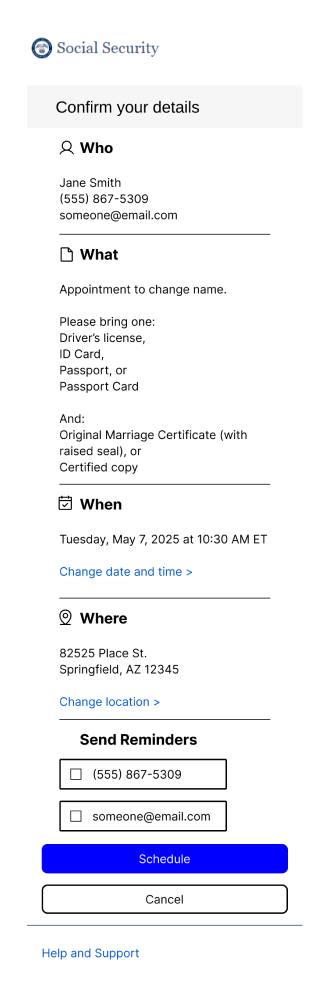 Social Security
Confirm your details
Who
Jane Smith
(555) 867-5309
someone@email.com
What
Appointment to change name.
Please bring one:
Driver's license,
ID Card,
Passport, or
Passport Card
And:
Original Marriage Certificate (with
raised seal), or
Certified copy
When
Tuesday, May 7, 2025 at 10:30 AM ET
Change date and time >
Where
82525 Place St.
Springfield, AZ 12345
Change location >
Send Reminders
(555) 867-5309
someone@email.com
Schedule
Cancel
Help and Support